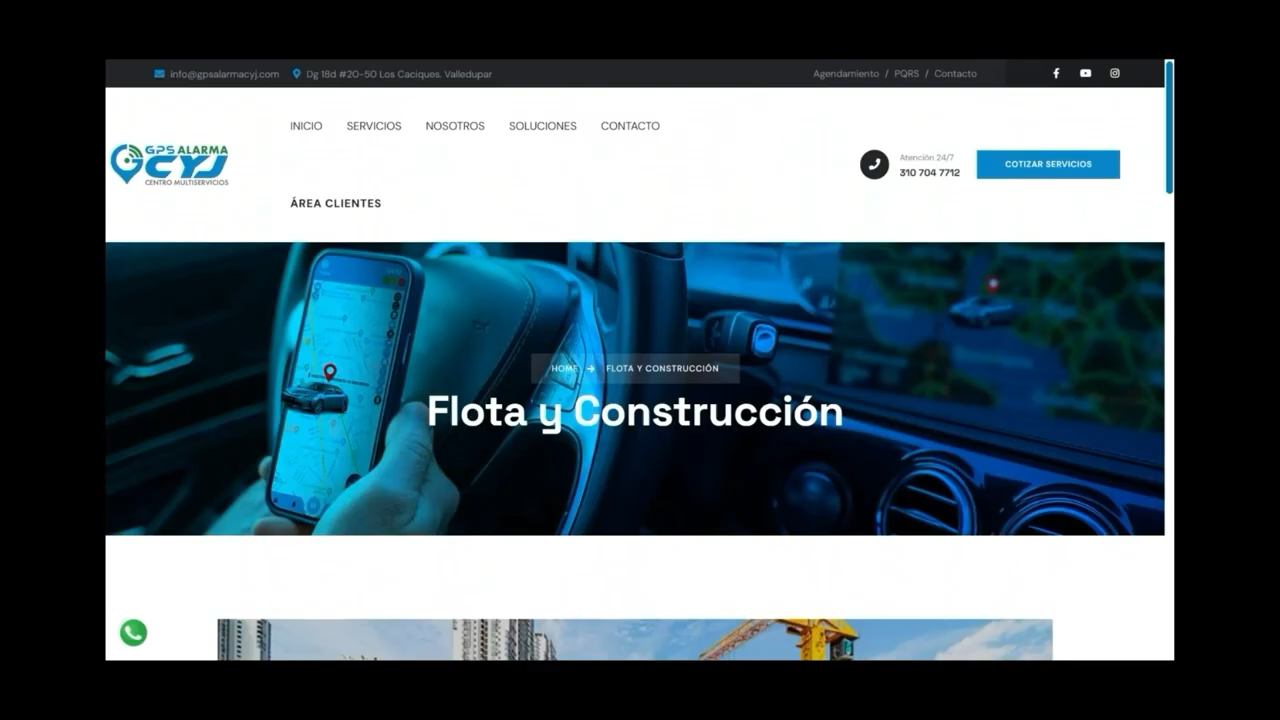 info@gpsalarmacyj.com Dg 18d #20-50 Los Caciques. Valledupar Agendamiento / PQRS / Contacto
INICIO SERVICIOS NOSOTROS SOLUCIONES CONTACTO
GPS ALARMA
CYJ
CENTRO MULTISERVICIOS
Atención 24/7
310 704 7712
COTIZAR SERVICIOS
ÁREA CLIENTES
HOME → FLOTA Y CONSTRUCCIÓN
Flota y Construcción